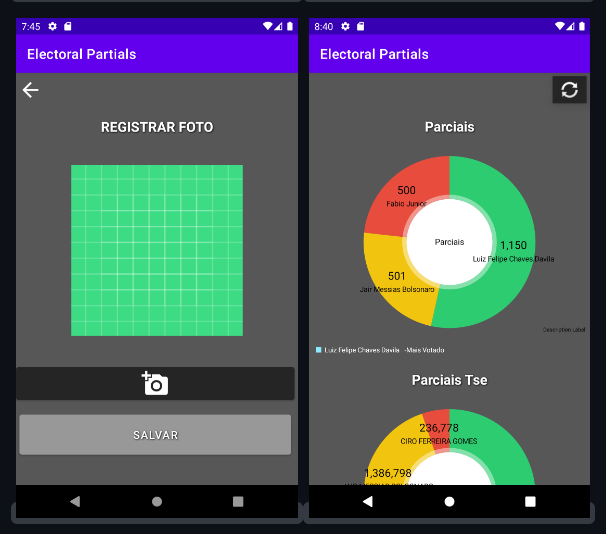 7:45
Electoral Partials
REGISTRAR FOTO
SALVAR
8:40
Electoral Partials
Parciais
500
Fabio Junior
Parciais
1,150
Luiz Felipe Chaves Davila
501
Jair Messias Bolsonaro
Description Label
Luiz Felipe Chaves Davila -Mais Votado
Parciais Tse
236,778
CIRO FERREIRA GOMES
1,386,798